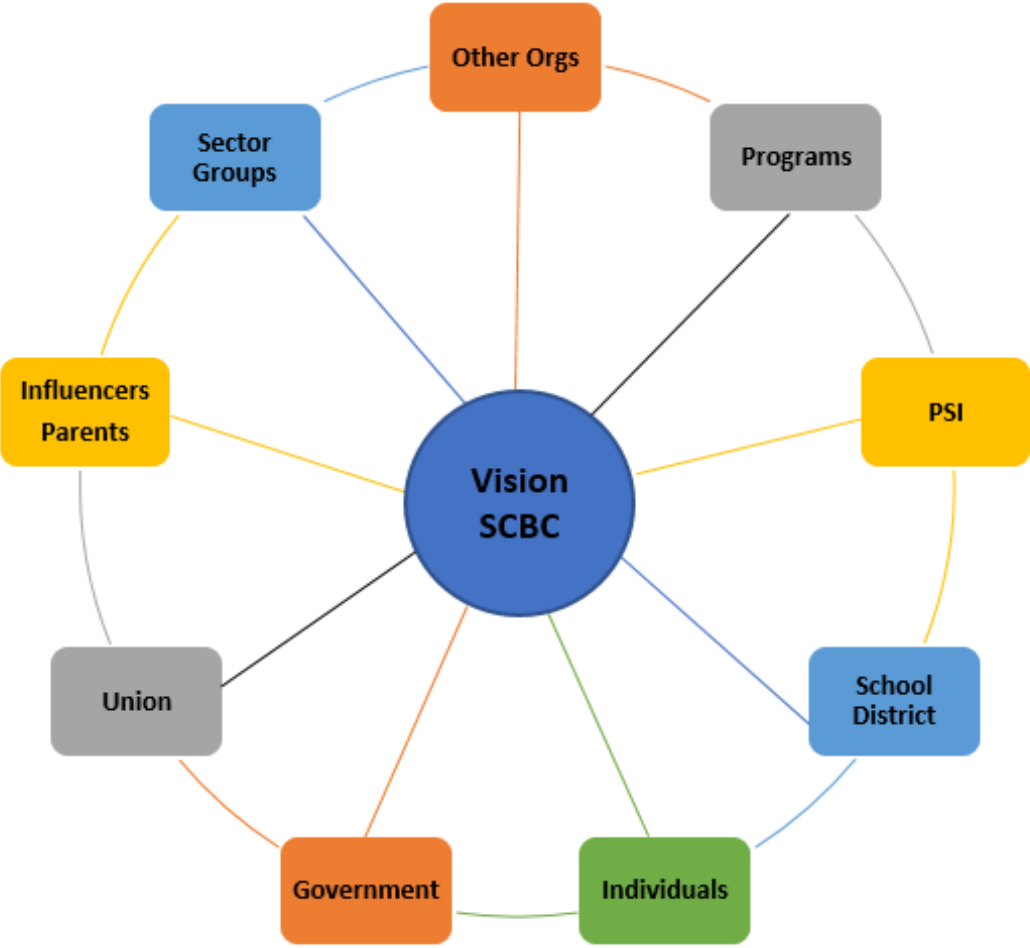 Other Orgs
Sector
Groups
Programs
Influencers
Parents
PSI
Vision
SCBC
Union
School
District
Government
Individuals